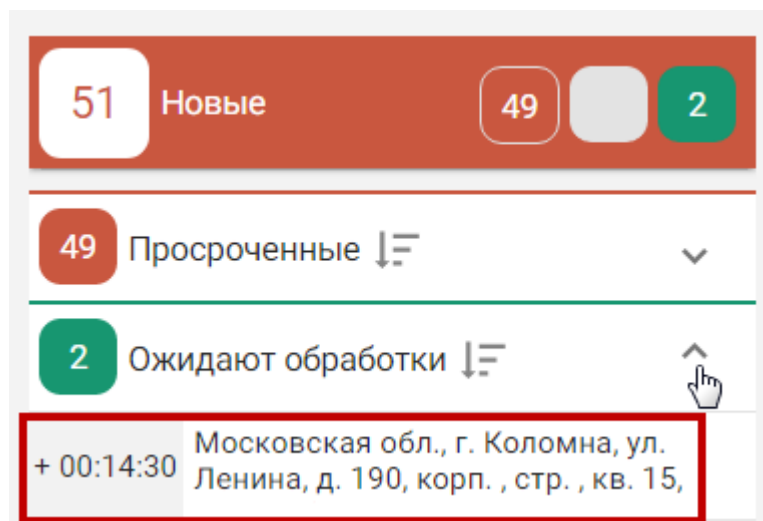 51 Новые 49 2
49 Просроченные
2 Ожидают обработки
+ 00:14:30 Московская обл., г. Коломна, ул.
Ленина, д. 190, корп. , стр. , кв. 15,